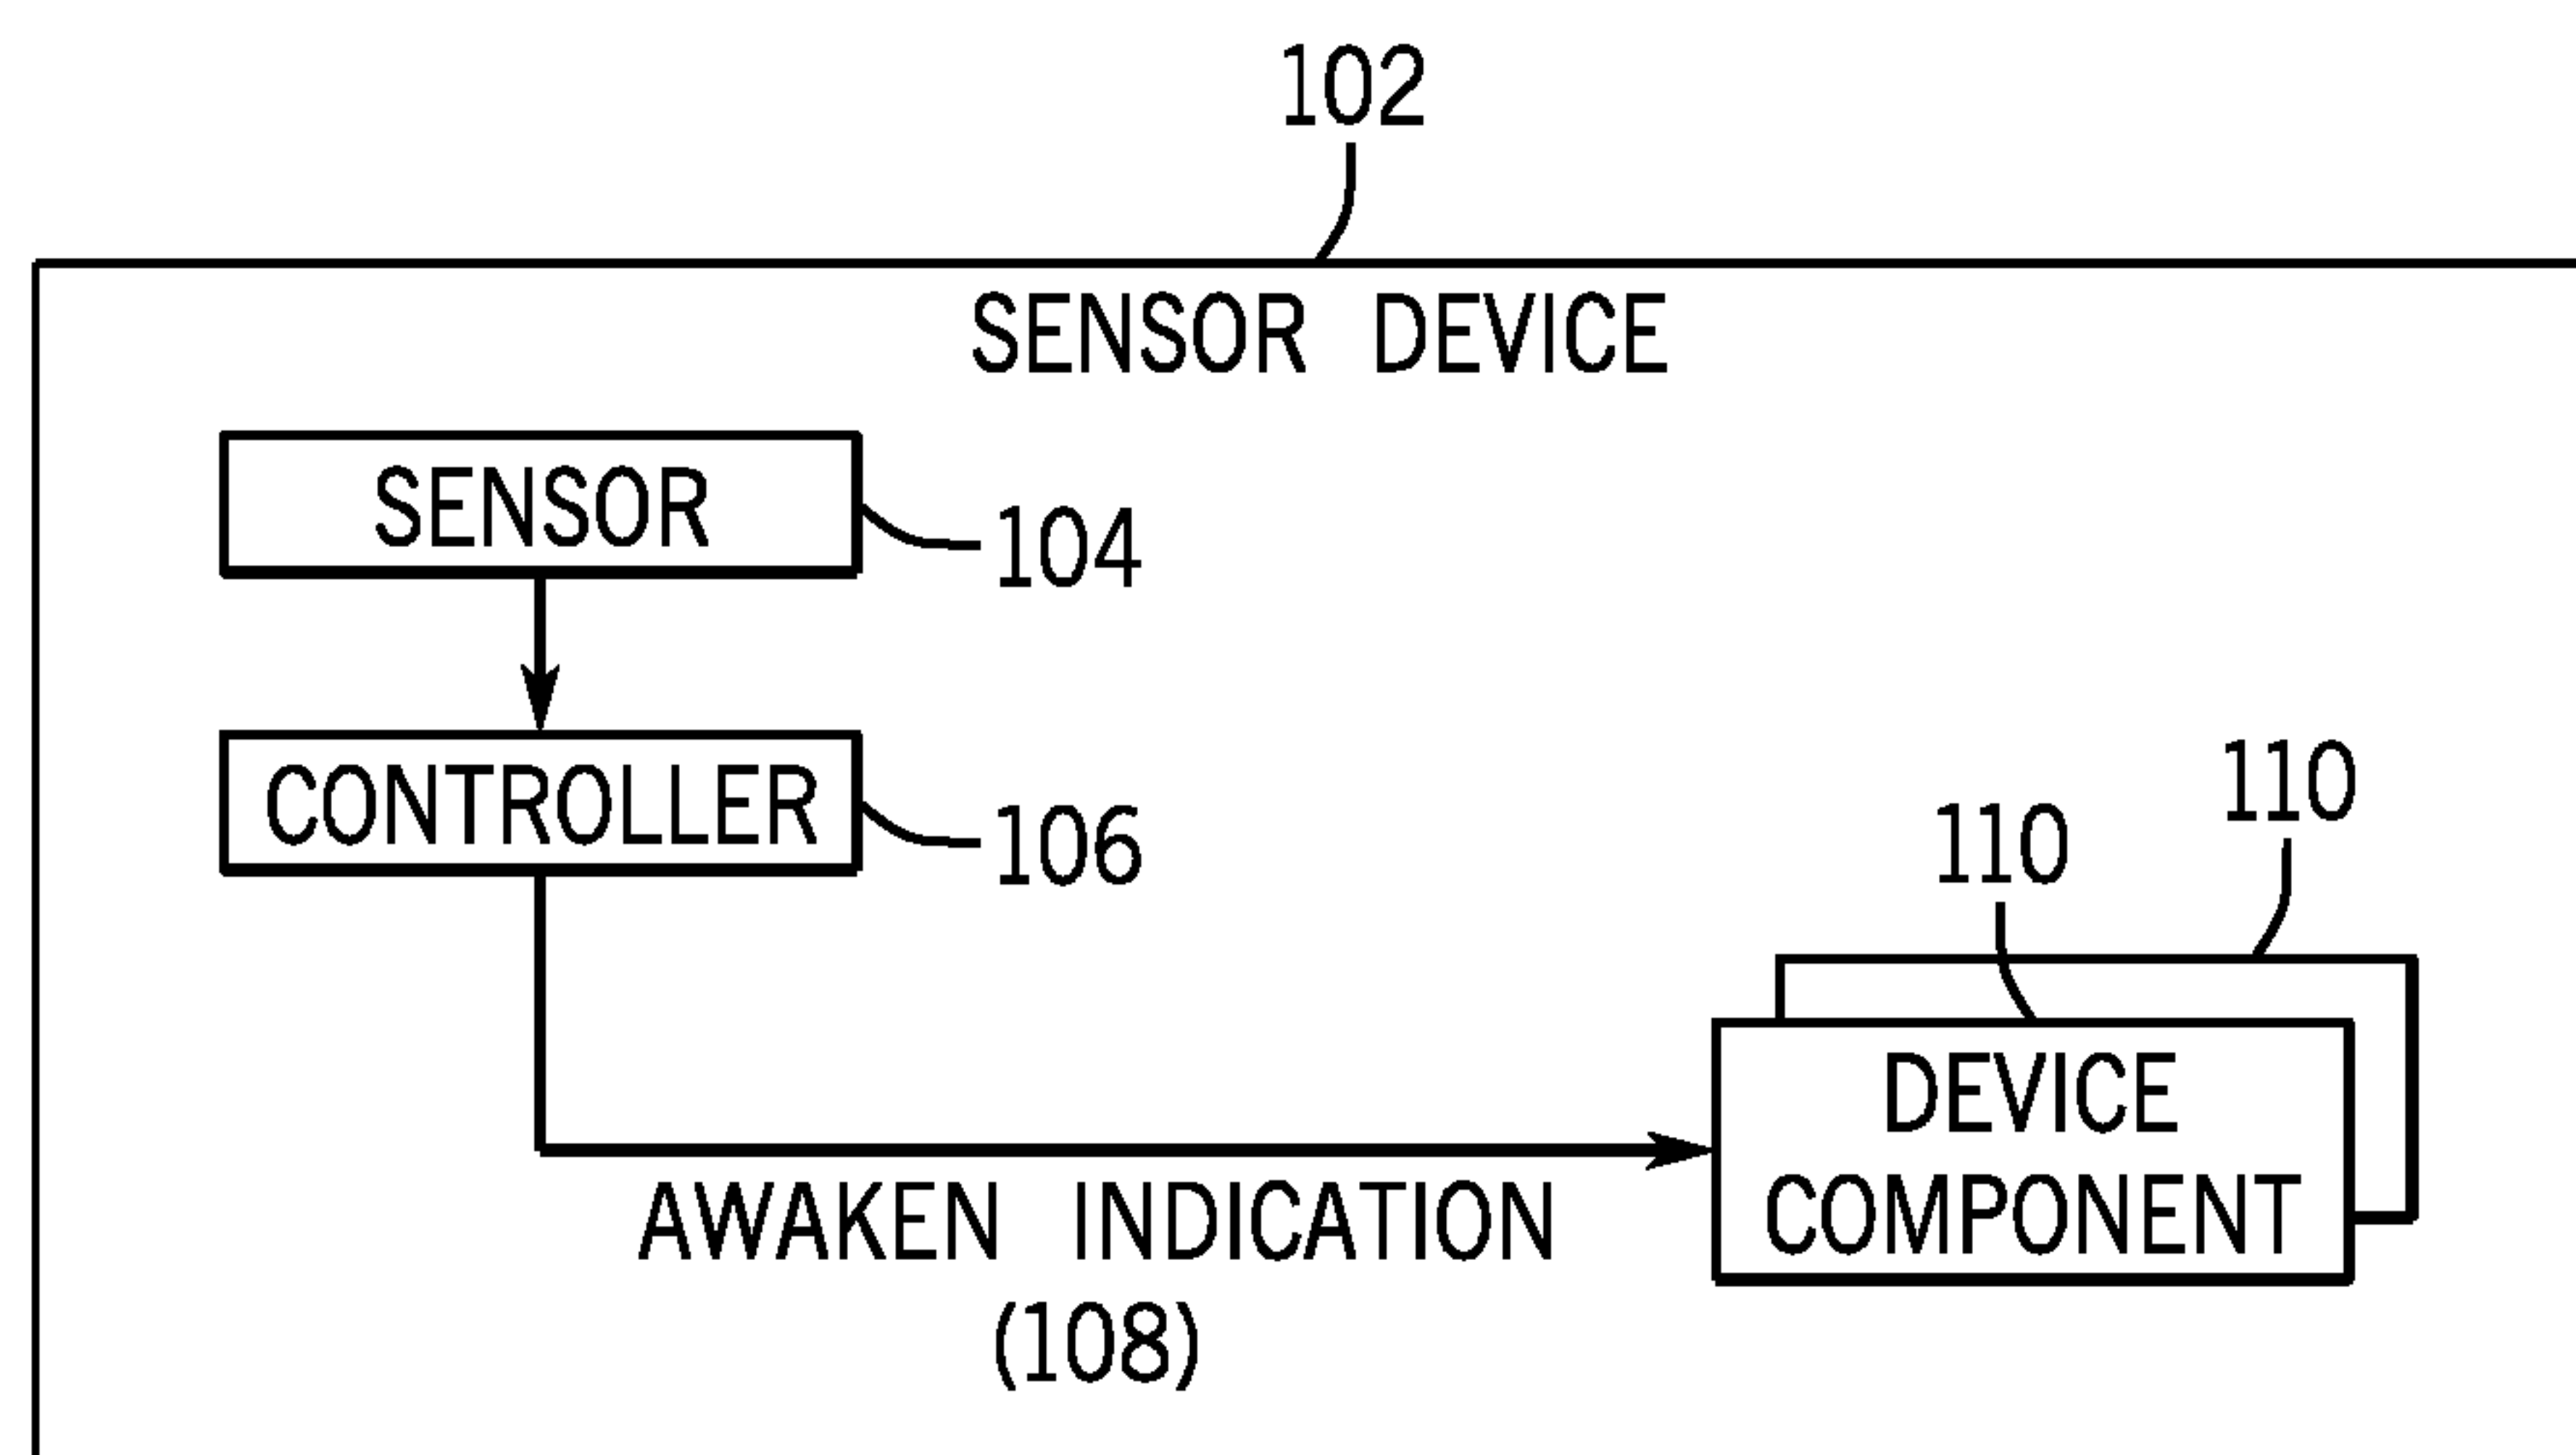 102
SENSOR DEVICE
SENSOR
104
CONTROLLER
106
110
110
DEVICE
COMPONENT
AWAKEN INDICATION
(108)